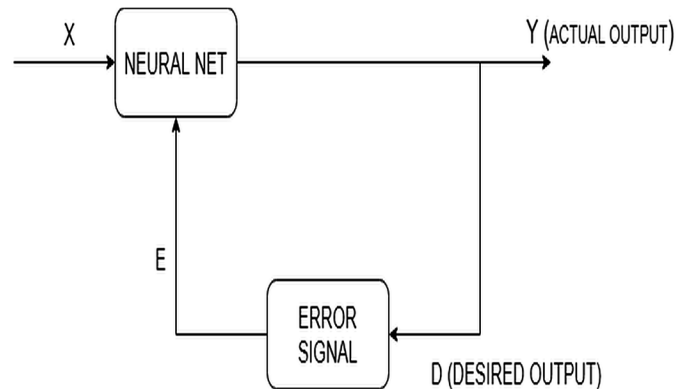 X
NEURAL NET
Y (ACTUAL OUTPUT)
E
ERROR
SIGNAL
D (DESIRED OUTPUT)